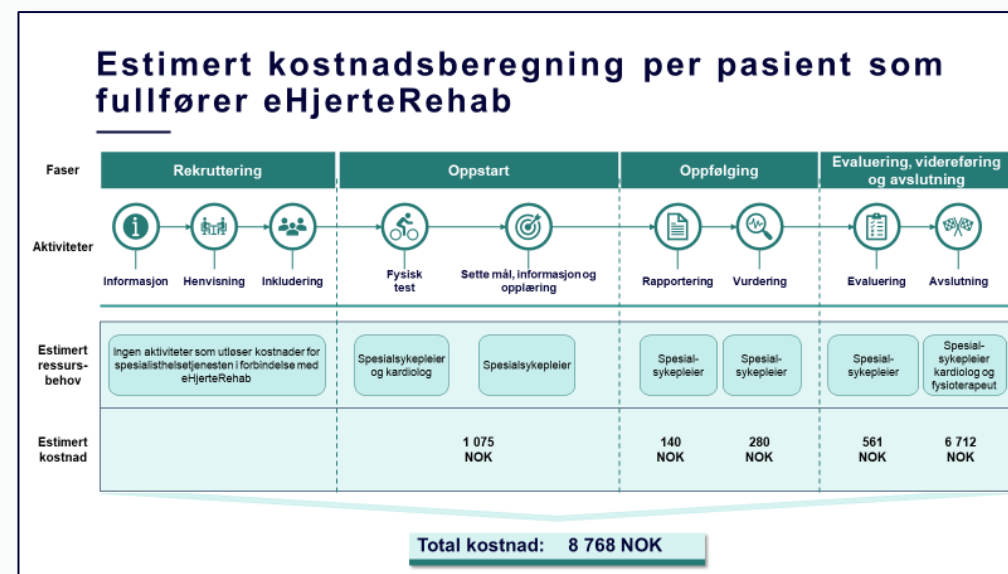 Estimert kostnadsberegning per pasient som
fullfører eHjerteRehab
Faser
Rekruttering
Oppstart
Oppfølging
Evaluering, videreføring
og avslutning
Aktiviteter
Informasjon
Henvisning
Inkludering
Fysisk
test
Sette mål, informasjon og
opplæring
Rapportering
Vurdering
Evaluering
Avslutning
Estimert
ressurs-
behov
Ingen aktiviteter som utløser kostnader for
spesialisthelsetjenesten i forbindelse med
eHjerteRehab
Spesialsykepleier
og kardiolog
Spesialsykepleier
Spesial-
sykepleier
Spesial-
sykepleier
Spesial-
sykepleier
Spesial-
sykepleier
kardiolog og
fysioterapeut
Estimert
kostnad
1 075
NOK
140
NOK
280
NOK
561
NOK
6 712
NOK
Total kostnad: 8 768 NOK